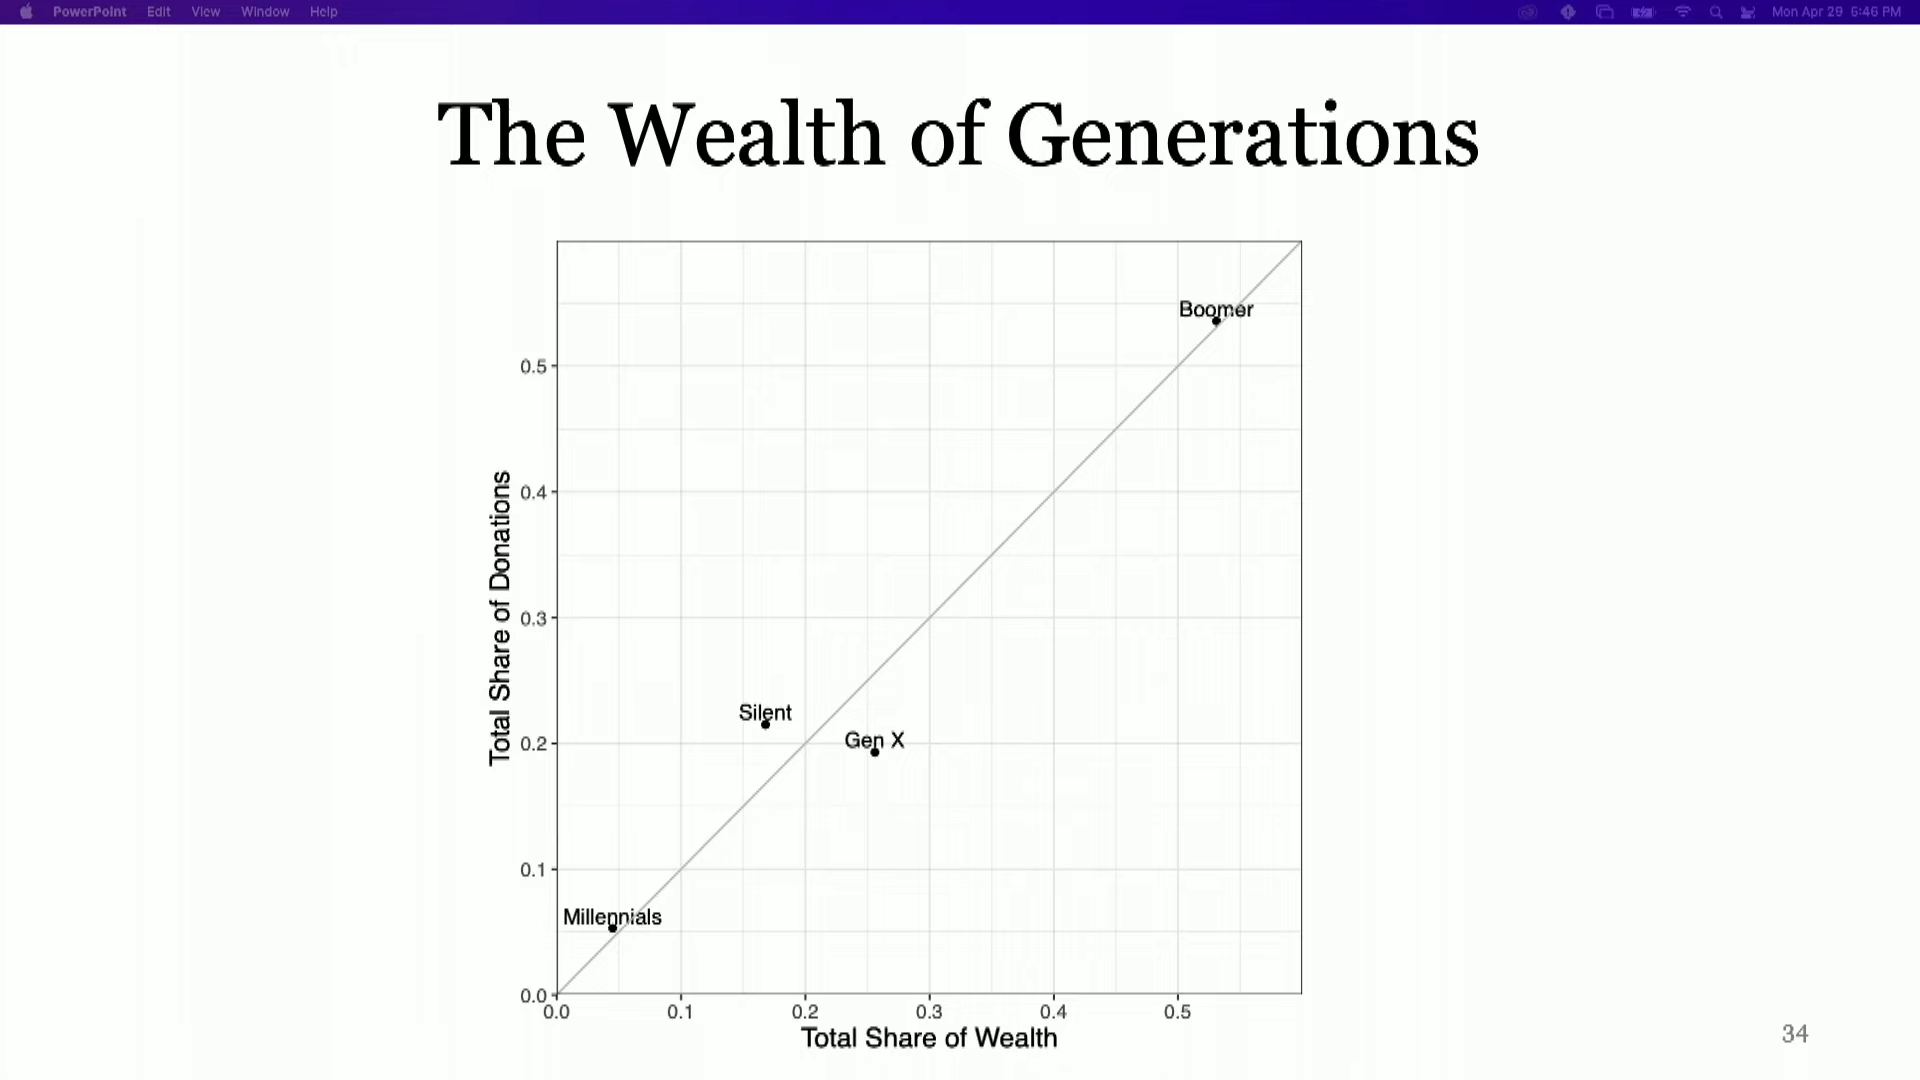 PowerPoint Edit View Window Help
Mon Apr 29 5:46 PM
The Wealth of Generations
Total Share of Donations
0.5
0.4
0.3
0.2
0.1
0.0
Boomer
Silent
Gen X
Millennials
0.0 0.1 0.2 0.3 0.4 0.5
Total Share of Wealth
34